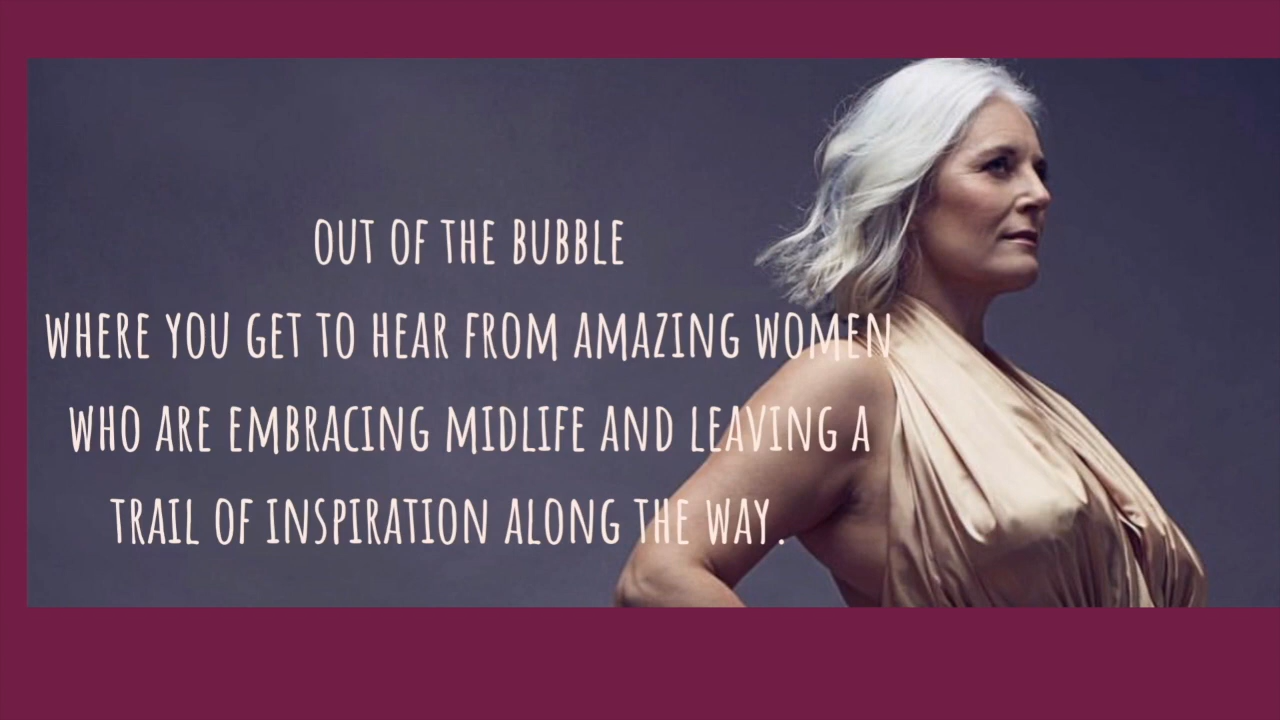 OUT OF THE BUBBLE
WHERE YOU GET TO HEAR FROM AMAZING WOMEN
WHO ARE EMBRACING MIDLIFE AND LEAVING A
TRAIL OF INSPIRATION ALONG THE WAY.